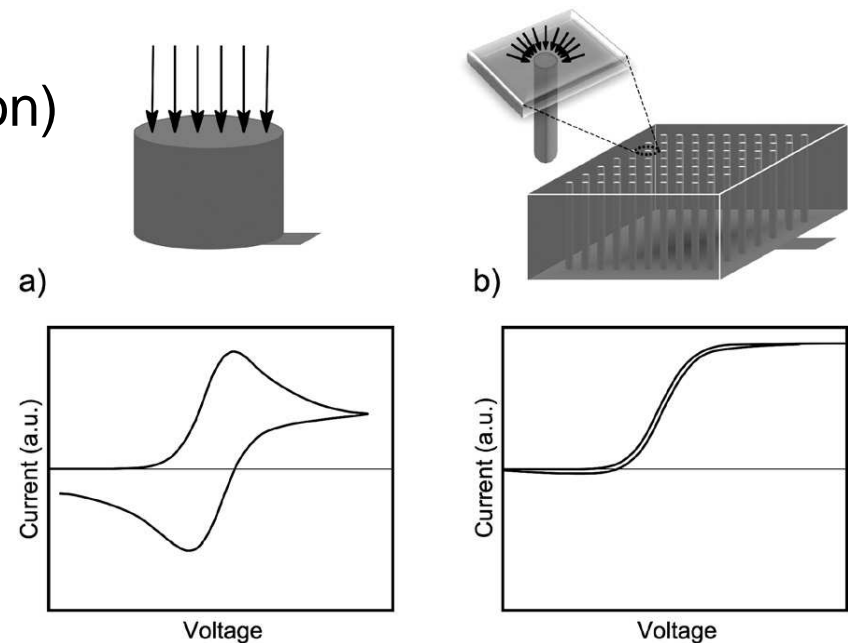 on)
a)
b)
Current (a.u.)
Voltage
Current (a.u.)
Voltage